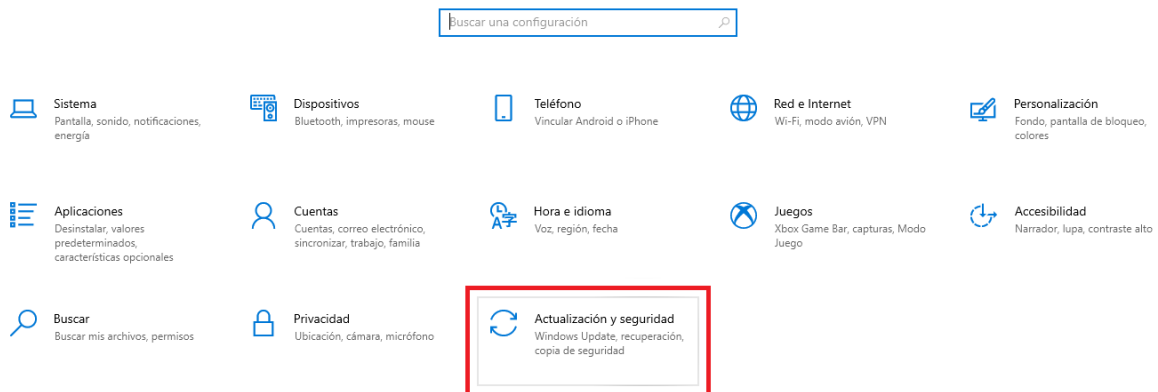 Buscar una configuración
Sistema
Pantalla, sonido, notificaciones,
energía
Dispositivos
Bluetooth, impresoras, mouse
Teléfono
Vincular Android o iPhone
Red e Internet
Wi-Fi, modo avión, VPN
Personalización
Fondo, pantalla de bloqueo,
colores
Aplicaciones
Desinstalar, valores
predeterminados,
características opcionales
Cuentas
Cuentas, correo electrónico,
sincronizar, trabajo, familia
Hora e idioma
Voz, región, fecha
Juegos
Xbox Game Bar, capturas, Modo
Juego
Accesibilidad
Narrador, lupa, contraste alto
Buscar
Buscar mis archivos, permisos
Privacidad
Ubicación, cámara, micrófono
Actualización y seguridad
Windows Update, recuperación,
copia de seguridad